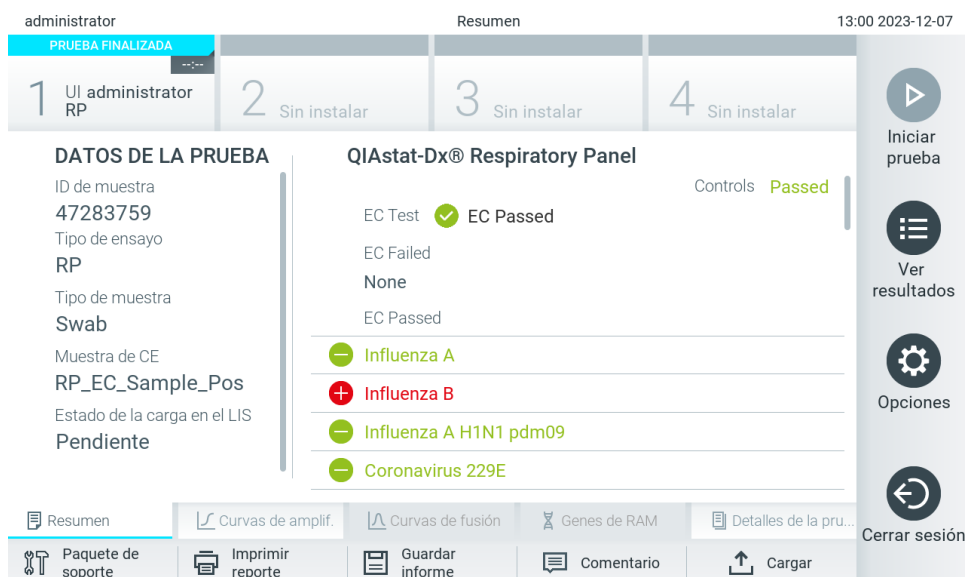 administrator
Resumen
13:00 2023-12-07
PRUEBA FINALIZADA
--:--
1 UI administrator
RP
2 Sin instalar
3 Sin instalar
4 Sin instalar
Iniciar
prueba
Ver
resultados
Opciones
Cerrar sesión
DATOS DE LA PRUEBA
ID de muestra
47283759
Tipo de ensayo
RP
Tipo de muestra
Swab
Muestra de CE
RP_EC_Sample_Pos
Estado de la carga en el LIS
Pendiente
QIAstat-Dx® Respiratory Panel
Controls Passed
EC Test EC Passed
EC Failed
None
EC Passed
Influenza A
Influenza B
Influenza A H1N1 pdm09
Coronavirus 229E
Resumen
Curvas de amplif.
Curvas de fusión
Genes de RAM
Detalles de la pru...
Paquete de
soporte
Imprimir
reporte
Guardar
informe
Comentario
Cargar